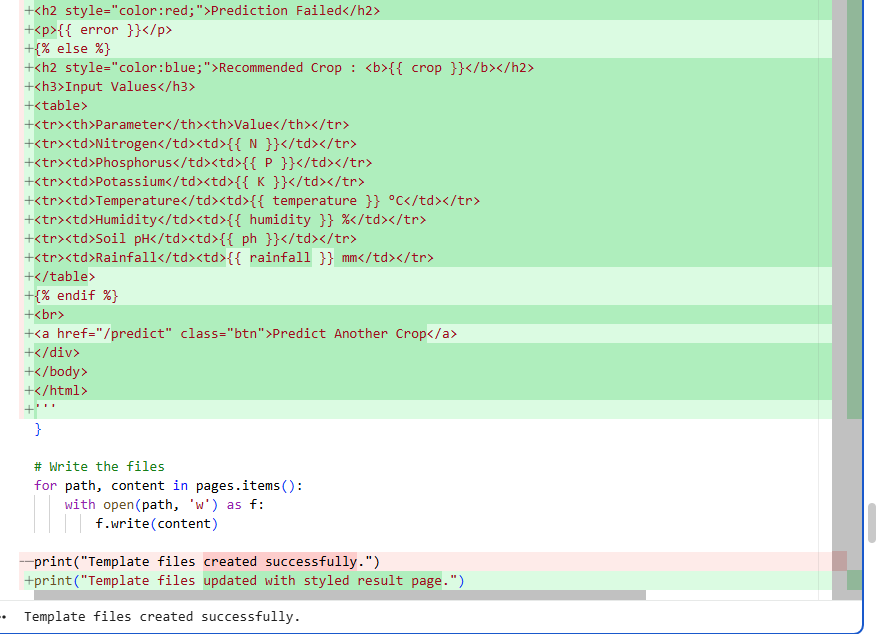 +<h2 style="color:red;">Prediction Failed</h2>
+<p>{{ error }}</p>
+{% else %}
+<h2 style="color:blue;">Recommended Crop : <b>{{ crop }}</b></h2>
+<h3>Input Values</h3>
+<table>
+<tr><th>Parameter</th><th>Value</th></tr>
+<tr><td>Nitrogen</td><td>{{ N }}</td></tr>
+<tr><td>Phosphorus</td><td>{{ P }}</td></tr>
+<tr><td>Potassium</td><td>{{ K }}</td></tr>
+<tr><td>Temperature</td><td>{{ temperature }} °C</td></tr>
+<tr><td>Humidity</td><td>{{ humidity }} %</td></tr>
+<tr><td>Soil pH</td><td>{{ ph }}</td></tr>
+<tr><td>Rainfall</td><td>{{ rainfall }} mm</td></tr>
+</table>
+{% endif %}
+<br>
+<a href="/predict" class="btn">Predict Another Crop</a>
+</div>
+</body>
+</html>
+'''
}
# Write the files
for path, content in pages.items():
    with open(path, 'w') as f:
        f.write(content)
-print("Template files created successfully.")
+print("Template files updated with styled result page.")
Template files created successfully.